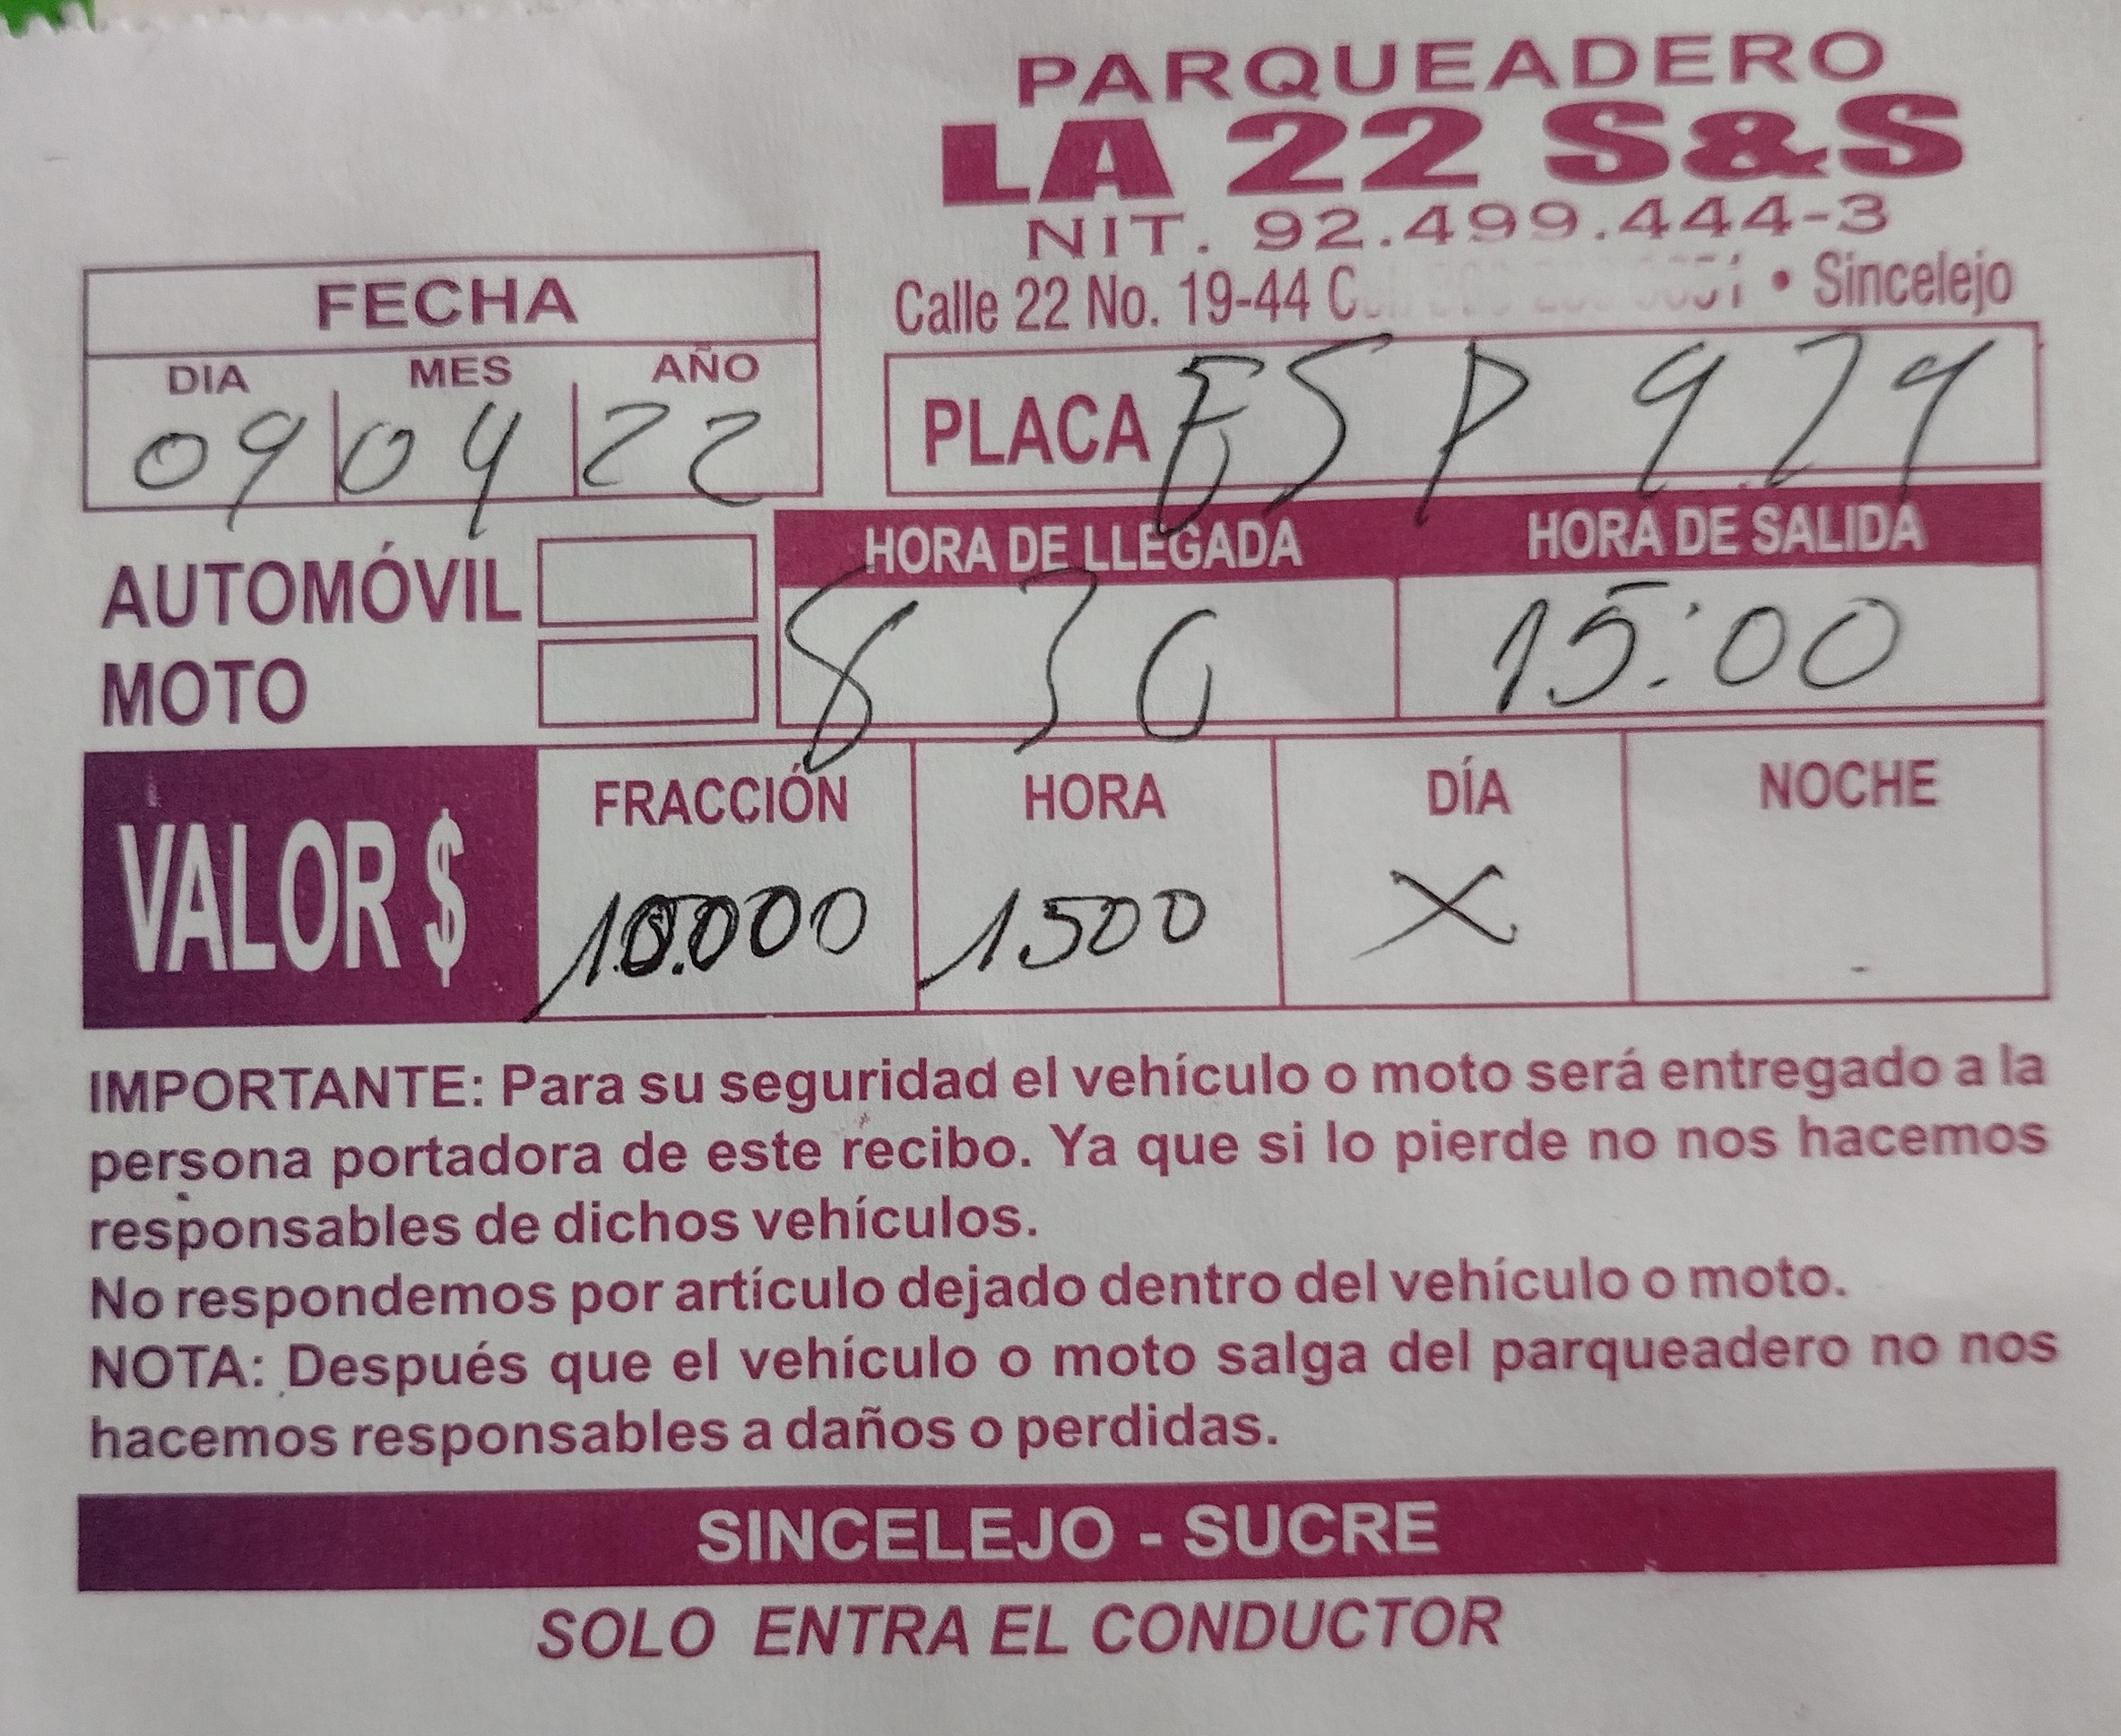 PARQUEADERO
LA 22 S&S
NIT. 92.499.444-3
Calle 22 No. 19-44 • Sincelejo
FECHA
DIA MES AÑO
09 04 22
PLACA ESP 979
AUTOMÓVIL
MOTO
HORA DE LLEGADA HORA DE SALIDA
8 30 15:00
VALOR $
FRACCIÓN HORA DÍA NOCHE
10.000 1500 X
IMPORTANTE: Para su seguridad el vehículo o moto será entregado a la
persona portadora de este recibo. Ya que si lo pierde no nos hacemos
responsables de dichos vehículos.
No respondemos por artículo dejado dentro del vehículo o moto.
NOTA: Después que el vehículo o moto salga del parqueadero no nos
hacemos responsables a daños o perdidas.
SINCELEJO - SUCRE
SOLO ENTRA EL CONDUCTOR